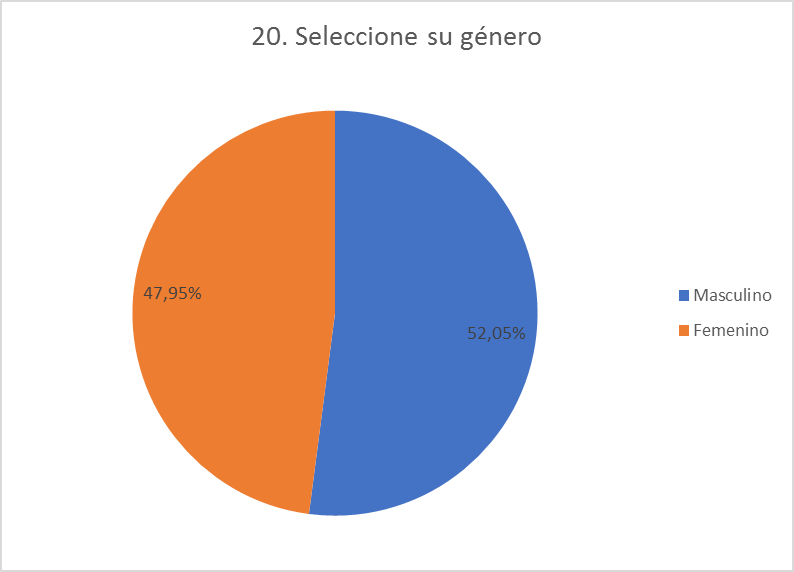 20. Seleccione su género
47,95%
52,05%
Masculino
Femenino